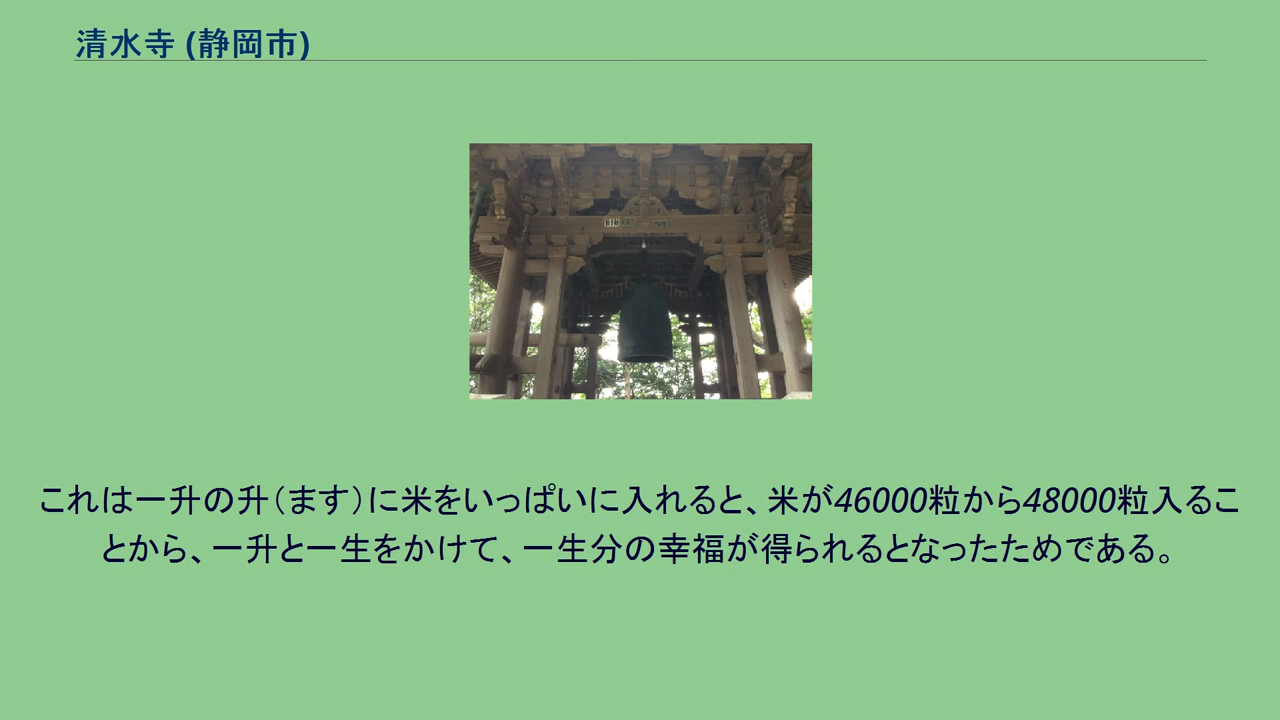 清水寺 (静岡市)
これは一升の升（ます）に米をいっぱいに入れると、米が46000粒から48000粒入るこ
とから、一升と一生をかけて、一生分の幸福が得られるとなったためである。